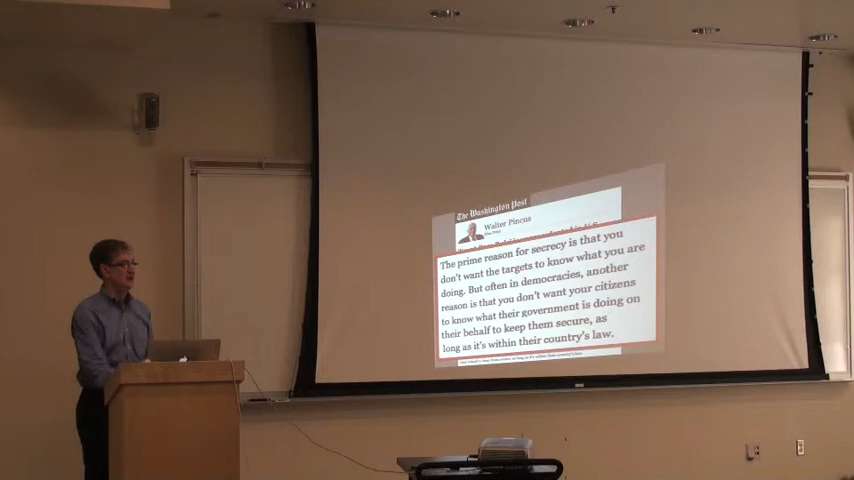 The Washington Post
Walter Pincus
The prime reason for secrecy is that you
don't want the targets to know what you are
doing. But often in democracies, another
reason is that you don't want your citizens
to know what their government is doing on
their behalf to keep them secure, as
long as it's within their country's law.